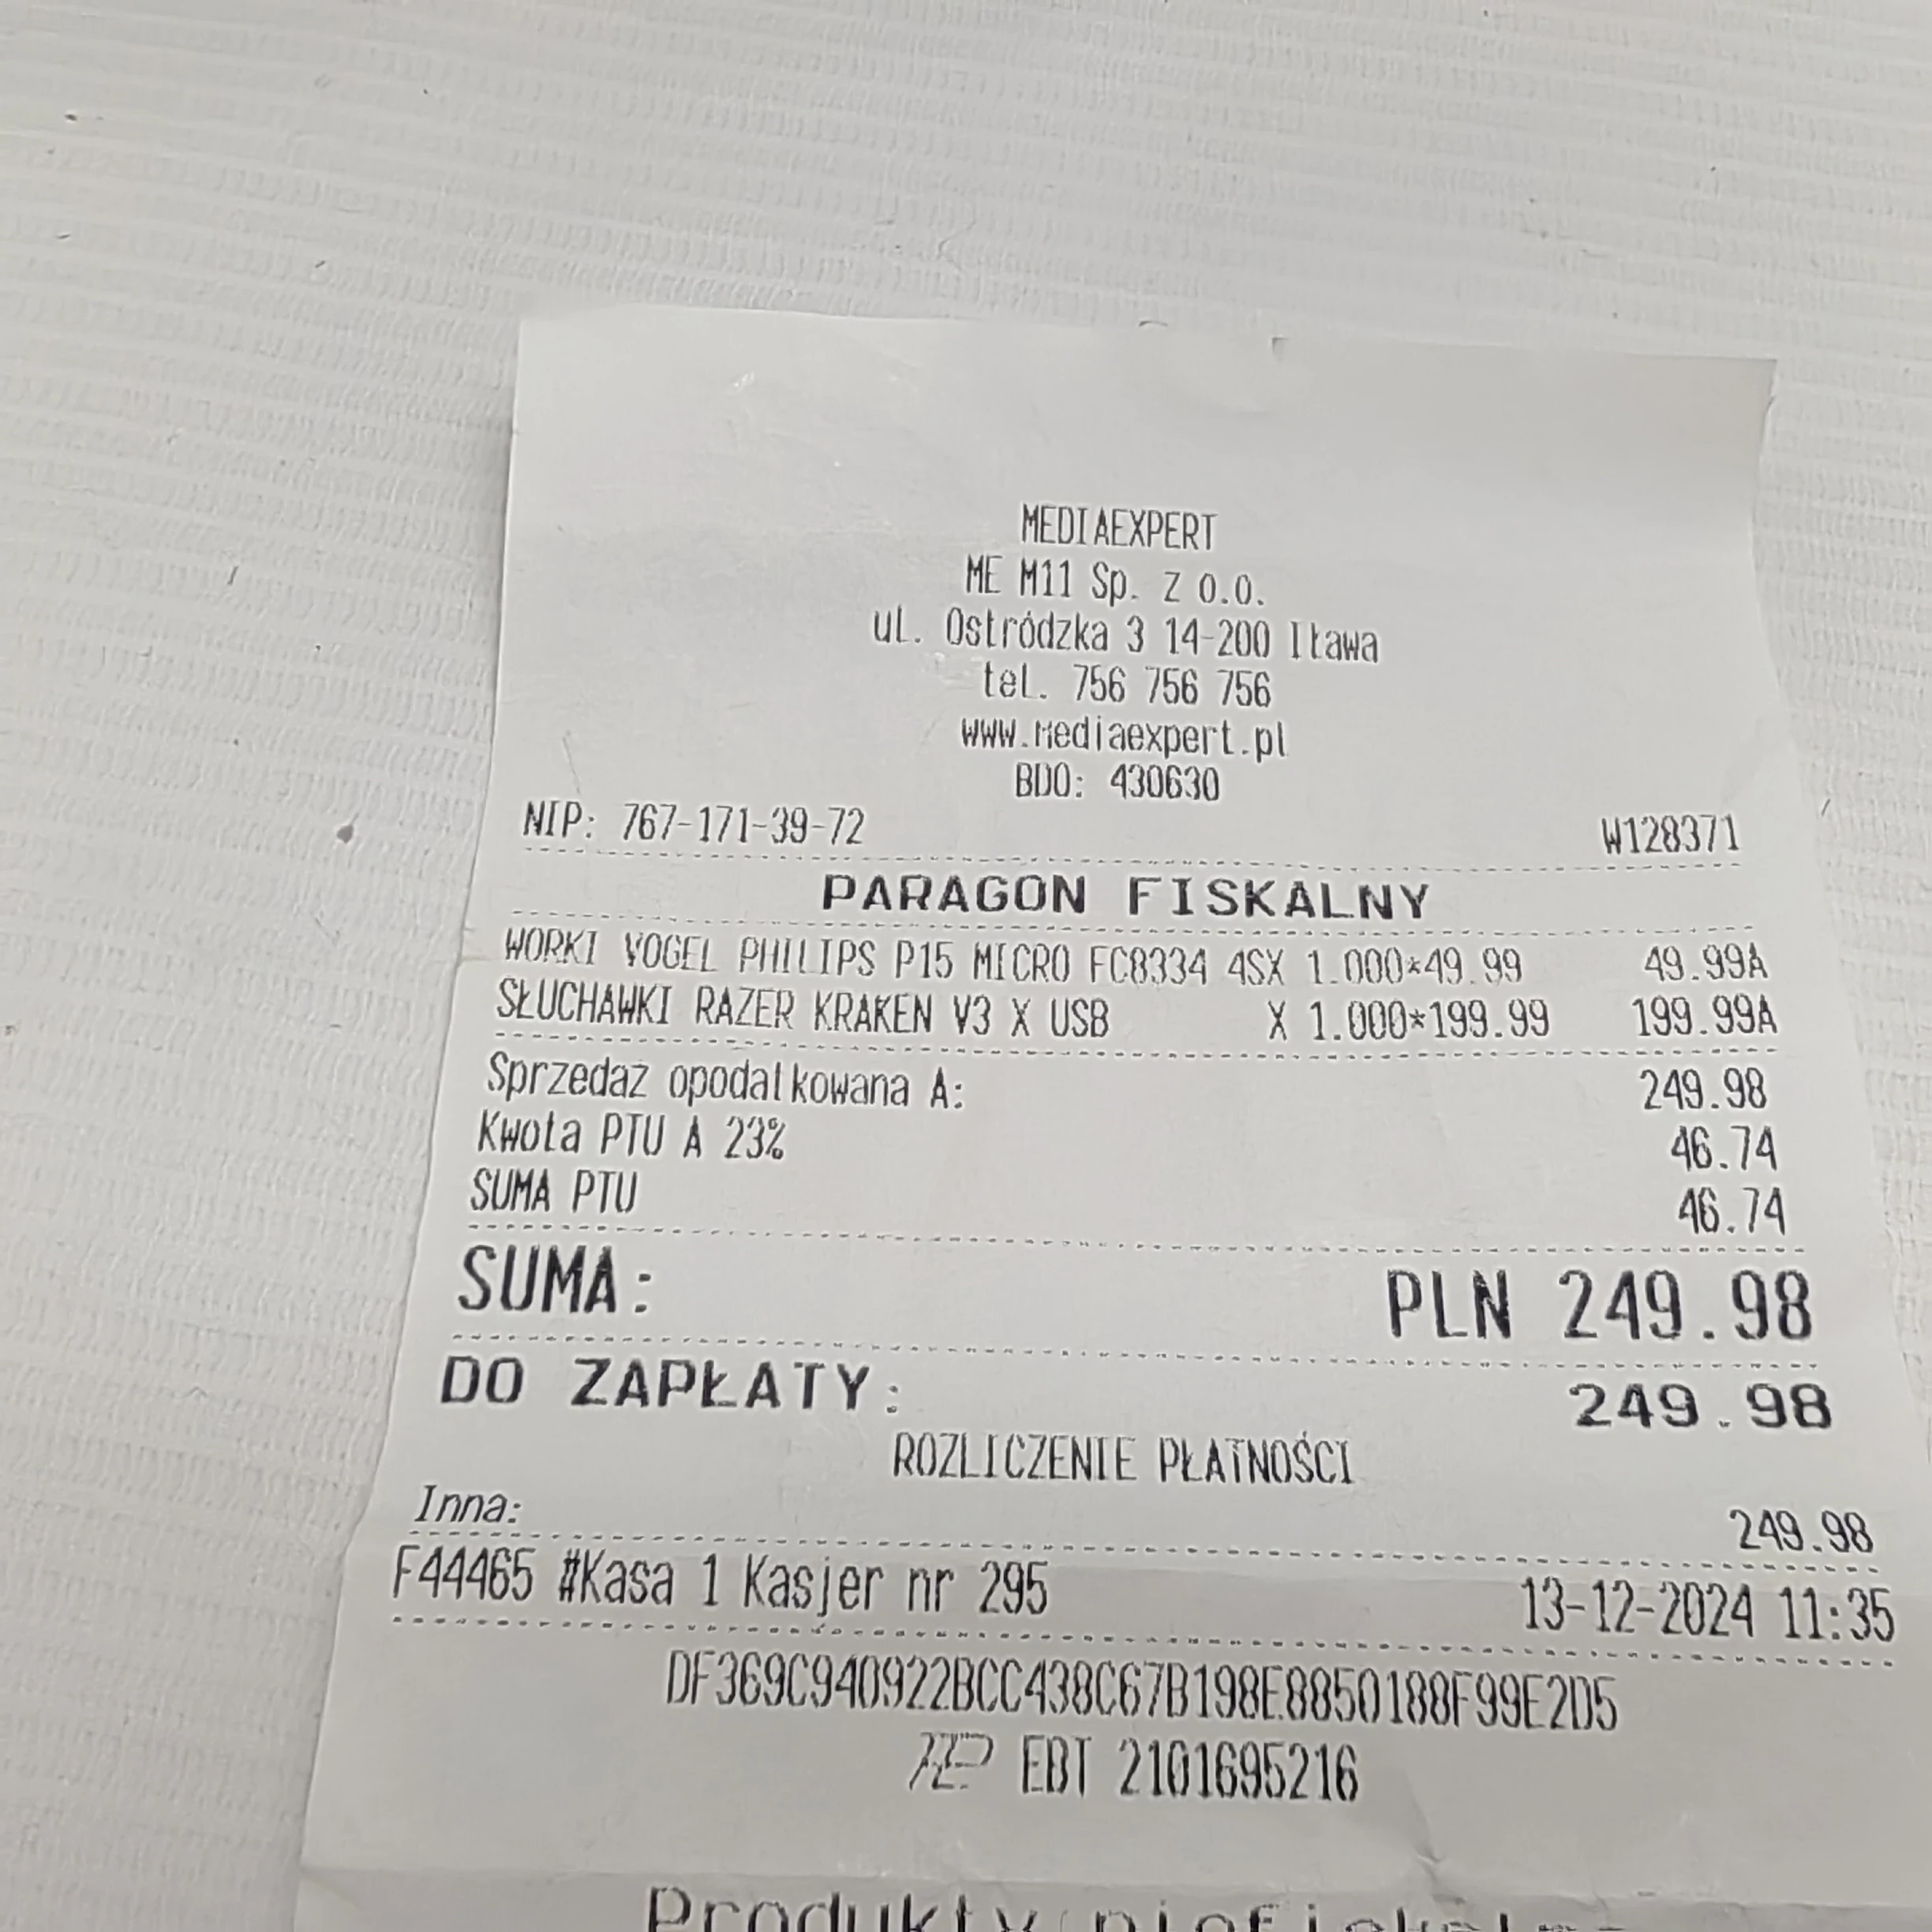 MEDIAEXPERT
ME M11 Sp. z o.o.
ul. Ostródzka 3 14-200 Iława
tel. 756 756 756
www.mediaexpert.pl
BDO: 430630
NIP: 767-171-39-72 W128371
PARAGON FISKALNY
WORKI VOGEL PHILIPS P15 MICRO FC8334 4SX 1.000*49.99 49.99A
SŁUCHAWKI RAZER KRAKEN V3 X USB X 1.000*199.99 199.99A
Sprzedaż opodatkowana A: 249.98
Kwota PTU A 23% 46.74
SUMA PTU 46.74
SUMA: PLN 249.98
DO ZAPŁATY: 249.98
ROZLICZENIE PŁATNOŚCI
Inna: 249.98
F44465 #Kasa 1 Kasjer nr 295 13-12-2024 11:35
DF369C940922BCC438C67B198E8850188F99E2D5
EBT 2101695216
Produkty